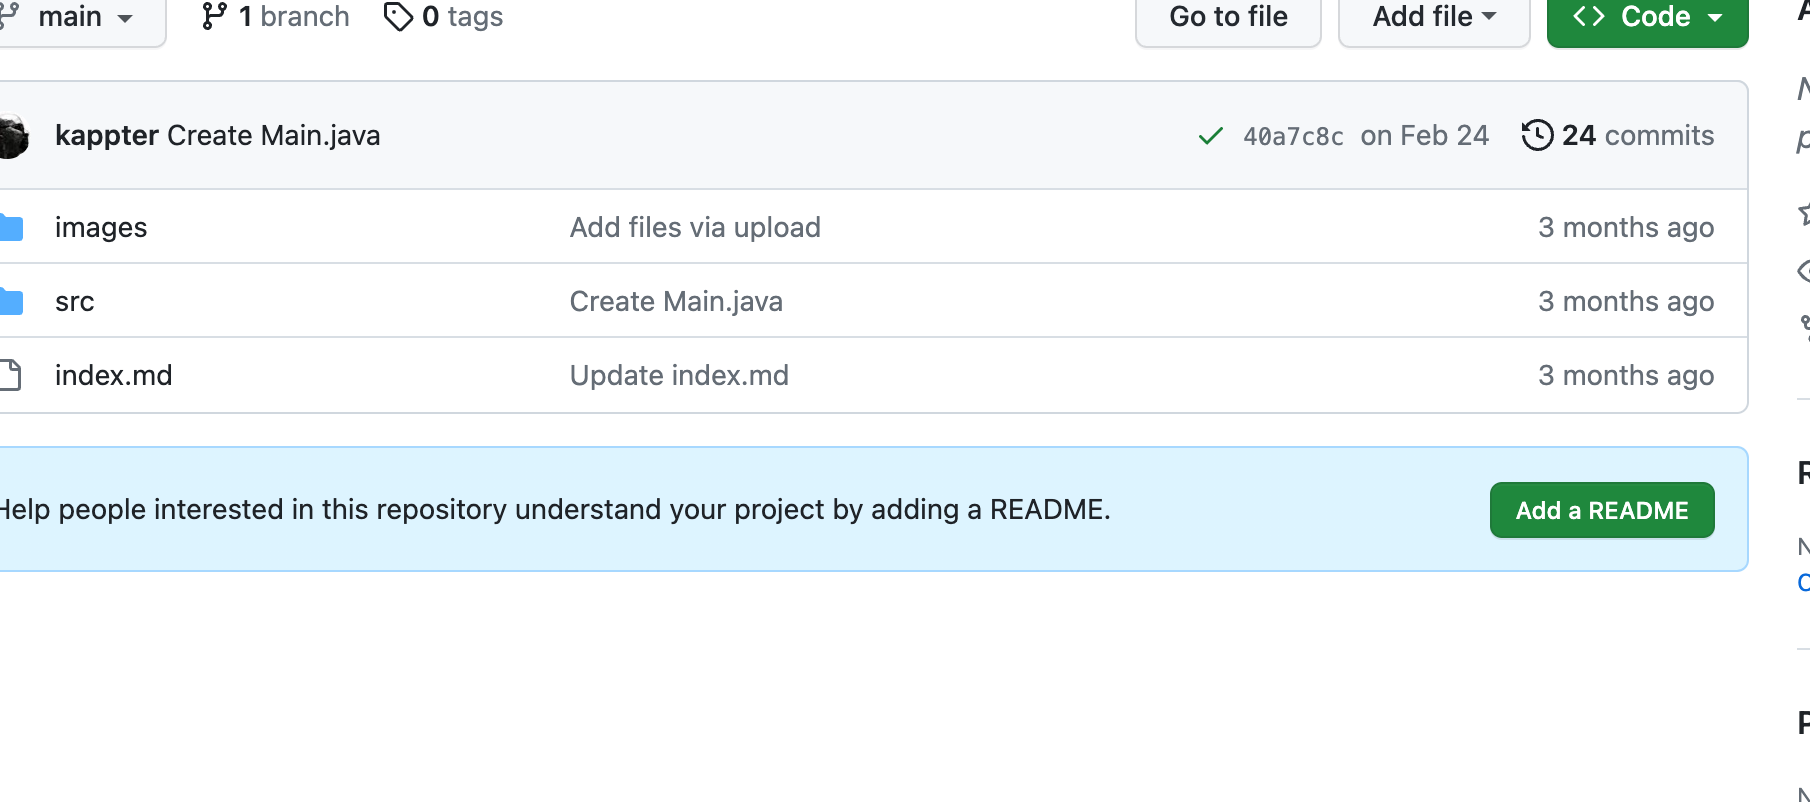 main
1 branch
0 tags
Go to file
Add file
Code
kappter Create Main.java
40a7c8c on Feb 24
24 commits
images
Add files via upload
3 months ago
src
Create Main.java
3 months ago
index.md
Update index.md
3 months ago
Help people interested in this repository understand your project by adding a README.
Add a README